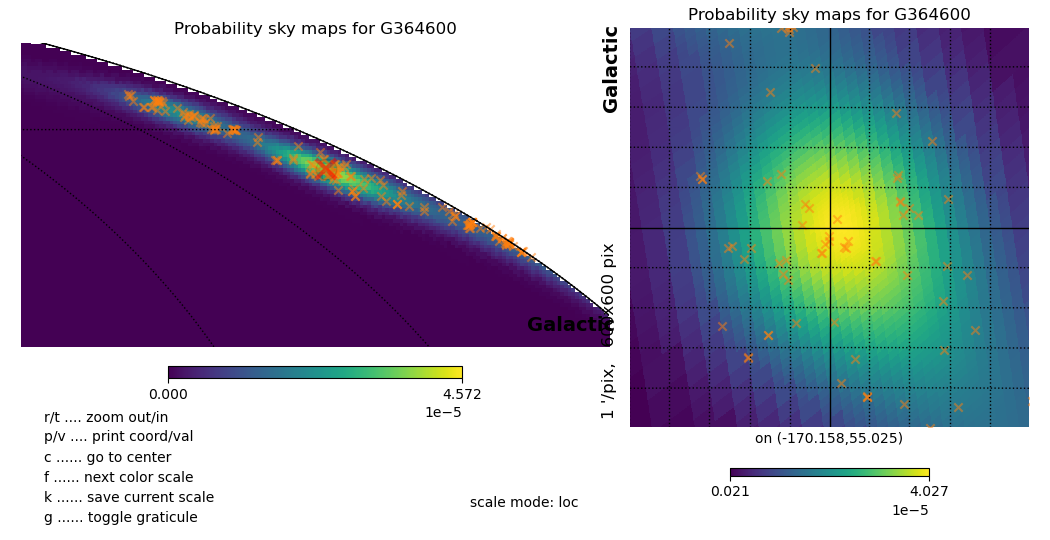 Probability sky maps for G364600
Galactic
0.000
4.572
1e−5
r/t .... zoom out/in
p/v .... print coord/val
c ...... go to center
f ...... next color scale
k ...... save current scale
g ...... toggle graticule
scale mode: loc
Probability sky maps for G364600
Galactic
1 '/pix, 600x600 pix
on (-170.158,55.025)
0.021
4.027
1e−5